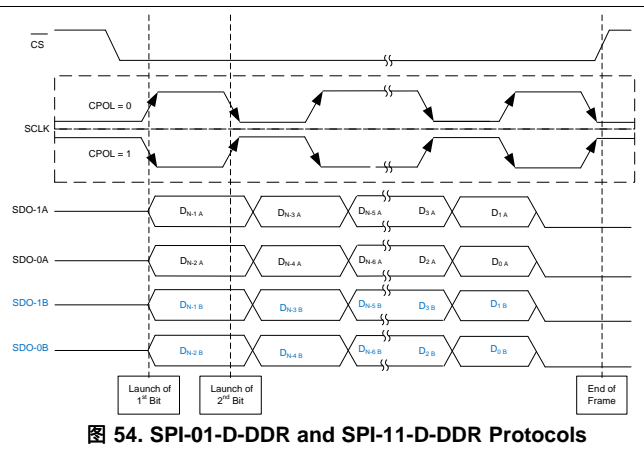 CS
CPOL = 0
SCLK
CPOL = 1
SDO-1A D_N-1 A D_N-3 A D_N-5 A D_3 A D_1 A
SDO-0A D_N-2 A D_N-4 A D_N-6 A D_2 A D_0 A
SDO-1B D_N-1 B D_N-3 B D_N-5 B D_3 B D_1 B
SDO-0B D_N-2 B D_N-4 B D_N-6 B D_2 B D_0 B
Launch of
1st Bit
Launch of
2nd Bit
End of
Frame
图 54. SPI-01-D-DDR and SPI-11-D-DDR Protocols